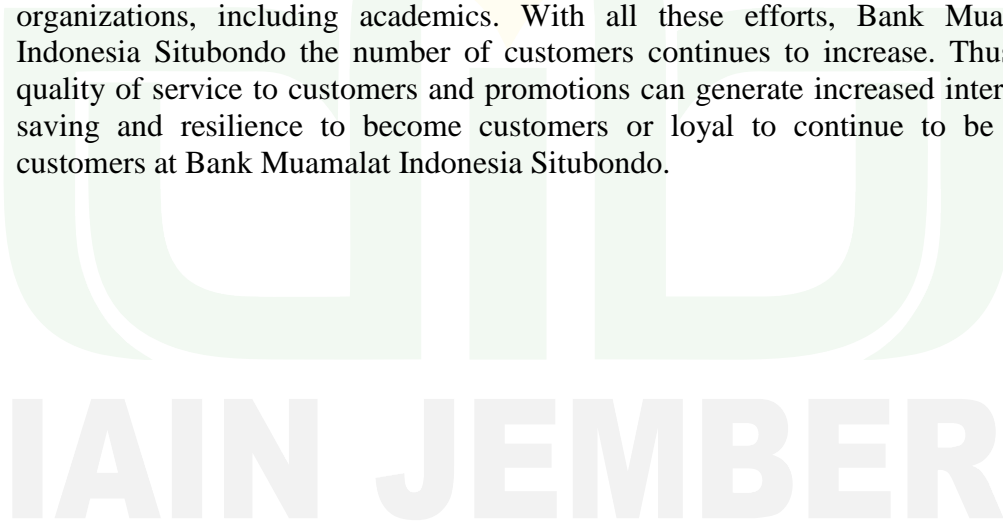 organizations, including academics. With all these efforts, Bank Mua
Indonesia Situbondo the number of customers continues to increase. Thus
quality of service to customers and promotions can generate increased inter
saving and resilience to become customers or loyal to continue to be
customers at Bank Muamalat Indonesia Situbondo.
IAIN JEMBER